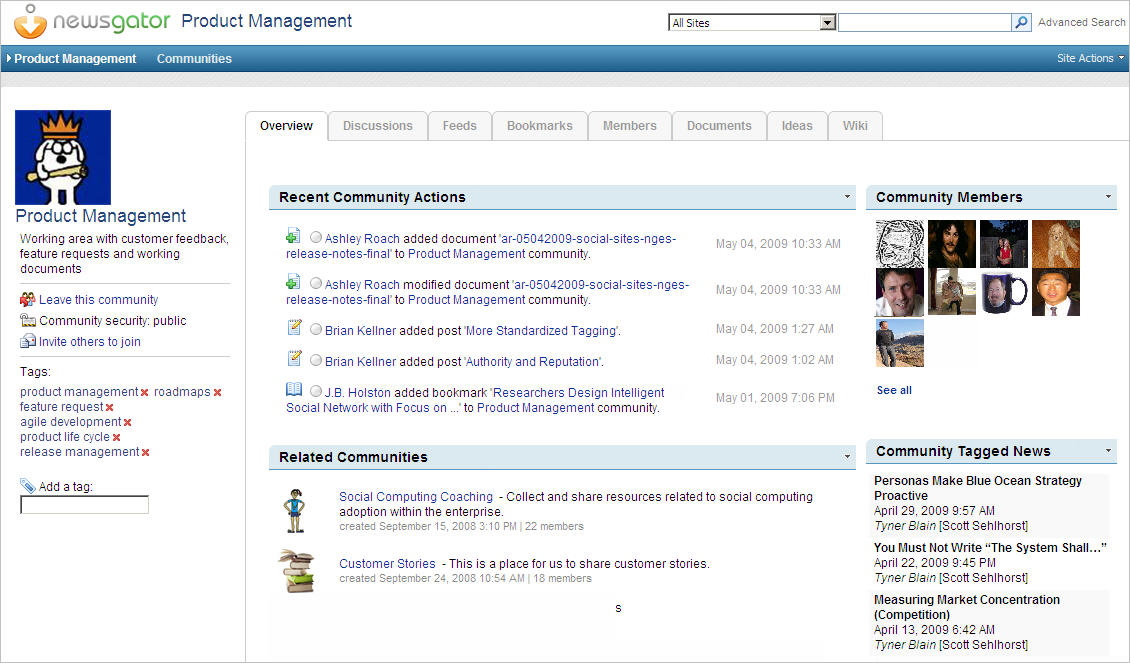 newsgator Product Management
All Sites
Advanced Search
Product Management Communities
Site Actions
Overview Discussions Feeds Bookmarks Members Documents Ideas Wiki
Product Management
Working area with customer feedback,
feature requests and working
documents
Leave this community
Community security: public
Invite others to join
Tags:
product management roadmaps
feature request
agile development
product life cycle
release management
Add a tag:
Recent Community Actions
Ashley Roach added document 'ar-05042009-social-sites-nges-
release-notes-final' to Product Management community.
May 04, 2009 10:33 AM
Ashley Roach modified document 'ar-05042009-social-sites-nges-
release-notes-final' to Product Management community.
May 04, 2009 10:33 AM
Brian Kellner added post 'More Standardized Tagging'.
May 04, 2009 1:27 AM
Brian Kellner added post 'Authority and Reputation'.
May 04, 2009 1:02 AM
J.B. Holston added bookmark 'Researchers Design Intelligent
Social Network with Focus on ...' to Product Management community.
May 01, 2009 7:06 PM
Related Communities
Social Computing Coaching - Collect and share resources related to social computing
adoption within the enterprise.
created September 15, 2008 3:10 PM | 22 members
Customer Stories - This is a place for us to share customer stories.
created September 24, 2008 10:54 AM | 18 members
s
Community Members
See all
Community Tagged News
Personas Make Blue Ocean Strategy
Proactive
April 29, 2009 9:57 AM
Tyner Blain [Scott Sehlhorst]
You Must Not Write “The System Shall…”
April 22, 2009 9:45 PM
Tyner Blain [Scott Sehlhorst]
Measuring Market Concentration
(Competition)
April 13, 2009 6:42 AM
Tyner Blain [Scott Sehlhorst]